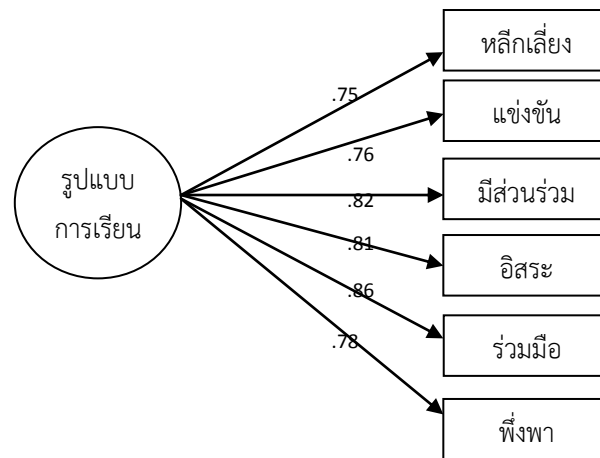 หลีกเลี่ยง
.75
แข่งขัน
.76
รูปแบบ
การเรียน
มีส่วนร่วม
.82
.81
อิสระ
.86
ร่วมมือ
.78
พึ่งพา